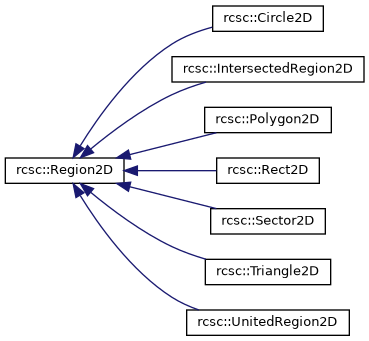 rcsc::Circle2D
rcsc::IntersectedRegion2D
rcsc::Polygon2D
rcsc::Region2D
rcsc::Rect2D
rcsc::Sector2D
rcsc::Triangle2D
rcsc::UnitedRegion2D